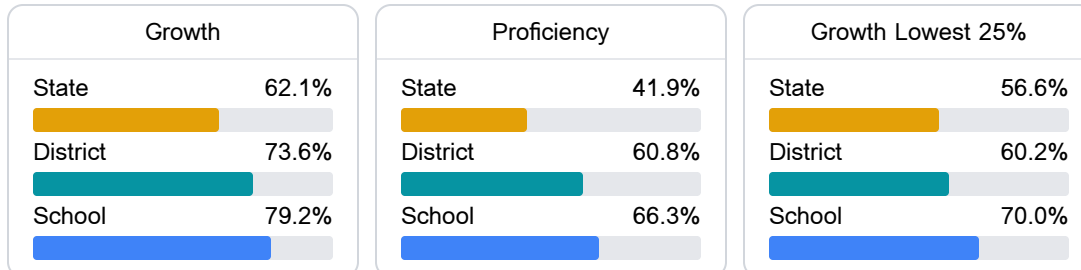 Growth
State 62.1%
District 73.6%
School 79.2%
Proficiency
State 41.9%
District 60.8%
School 66.3%
Growth Lowest 25%
State 56.6%
District 60.2%
School 70.0%